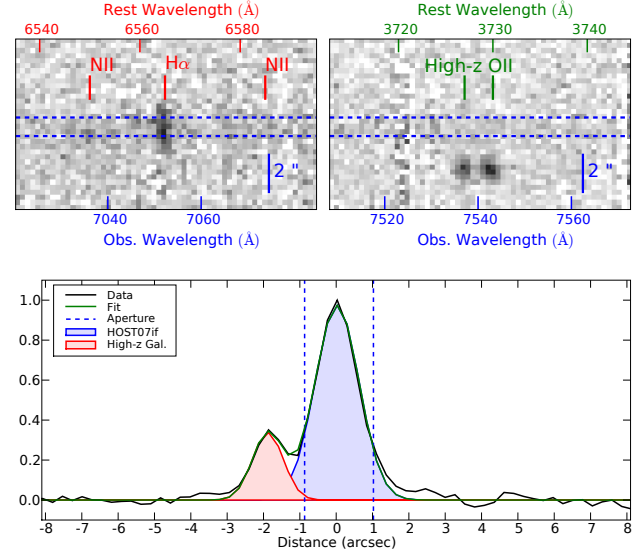 Rest Wavelength (Å)
6540 6560 6580
NII Hα NII
2 "
7040 7060
Obs. Wavelength (Å)
Rest Wavelength (Å)
3720 3730 3740
High-z OII
2 "
7520 7540 7560
Obs. Wavelength (Å)
Data
Fit
Aperture
HOST07if
High-z Gal.
1.0
0.8
0.6
0.4
0.2
0.0
-8 -7 -6 -5 -4 -3 -2 -1 0 1 2 3 4 5 6 7 8
Distance (arcsec)